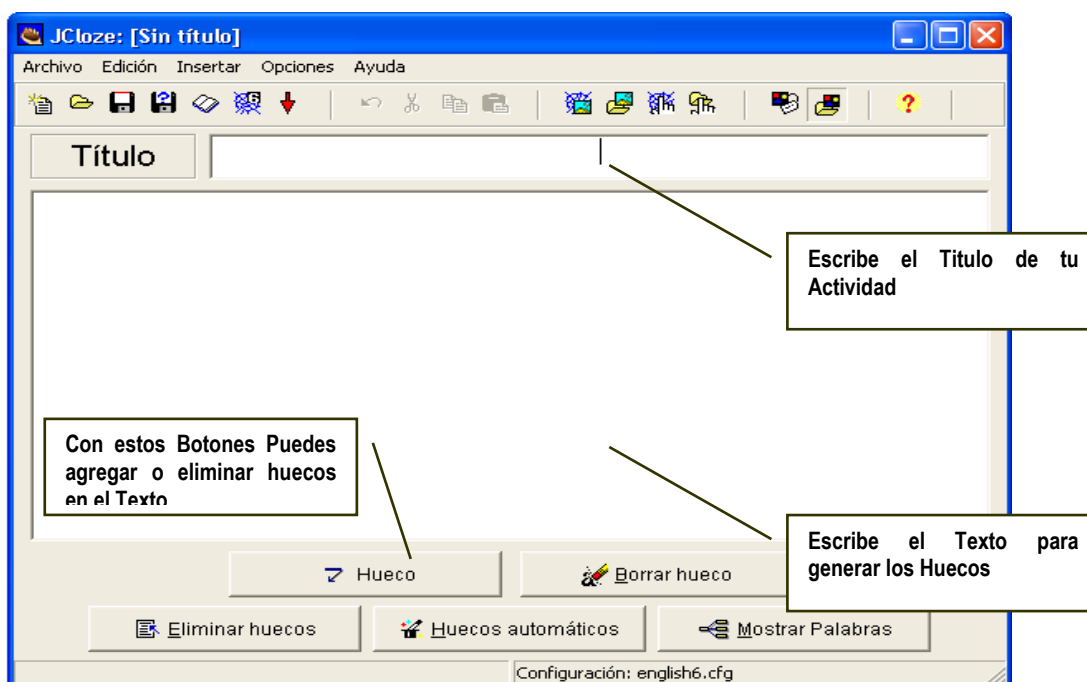 JCloze: [Sin título]
Archivo Edición Insertar Opciones Ayuda
Título
Escribe el Titulo de tu
Actividad
Con estos Botones Puedes
agregar o eliminar huecos
en el Texto
Escribe el Texto para
generar los Huecos
Hueco Borrar hueco
Eliminar huecos Huecos automáticos Mostrar Palabras
Configuración: english6.cfg